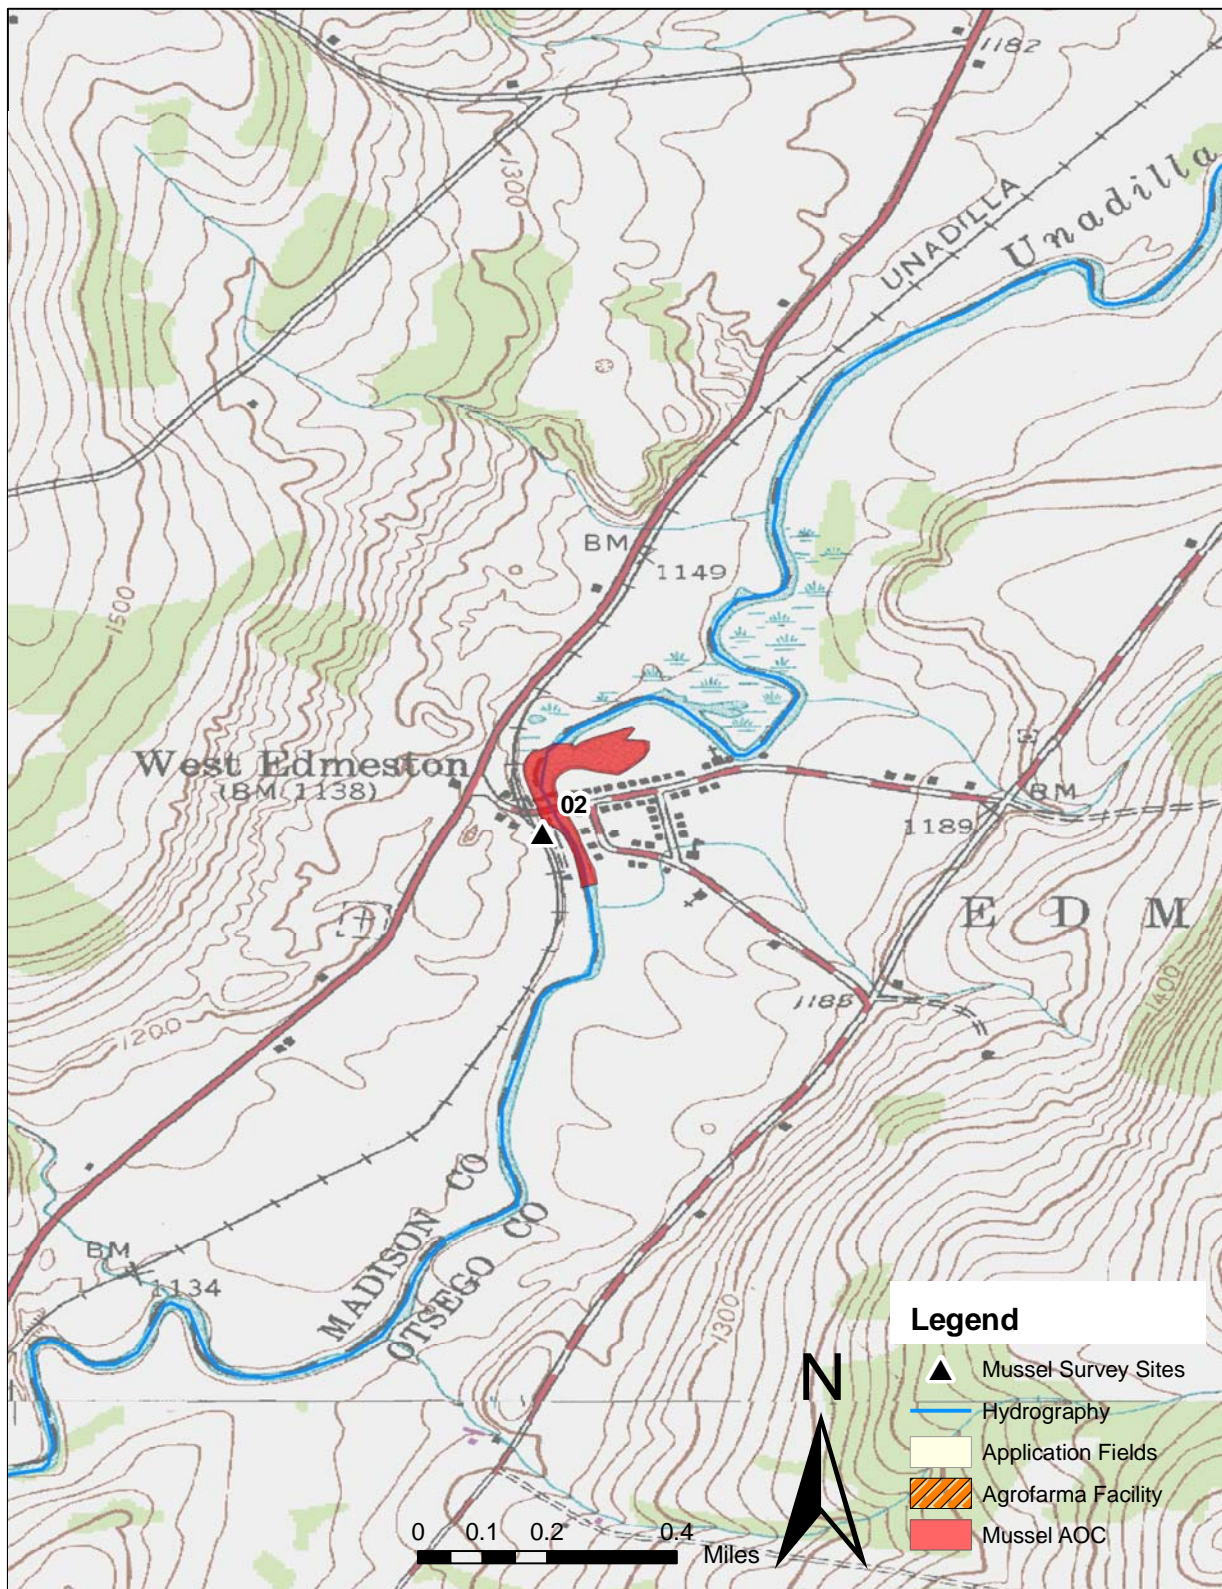 1182
1300
UNADILLA
Unadilla
BM
1149
1500
West Edmeston
(BM 1138)
02
BM
1189
E D M
1400
1188
1200
MADISON CO
OTSEGO CO
BM
1134
1300
Legend
Mussel Survey Sites
Hydrography
Application Fields
Agrofarma Facility
Mussel AOC
N
0 0.1 0.2 0.4
Miles